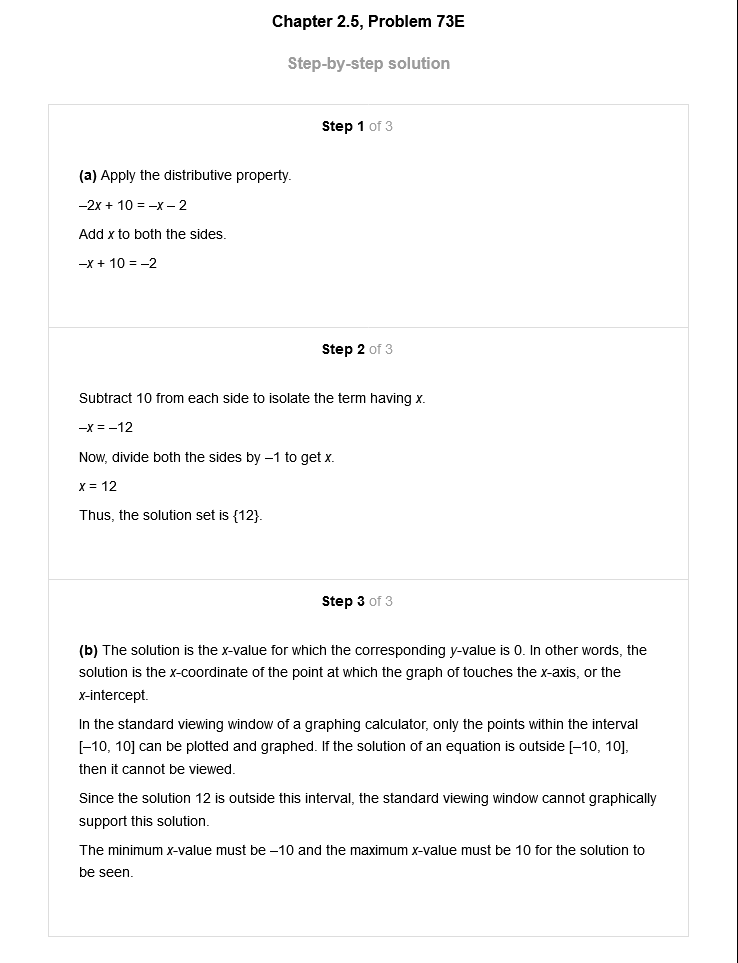 Chapter 2.5, Problem 73E
Step-by-step solution
Step 1 of 3
(a) Apply the distributive property.
–2x + 10 = –x – 2
Add x to both the sides.
–x + 10 = –2
Step 2 of 3
Subtract 10 from each side to isolate the term having x.
–x = –12
Now, divide both the sides by –1 to get x.
x = 12
Thus, the solution set is {12}.
Step 3 of 3
(b) The solution is the x-value for which the corresponding y-value is 0. In other words, the
solution is the x-coordinate of the point at which the graph of touches the x-axis, or the
x-intercept.
In the standard viewing window of a graphing calculator, only the points within the interval
[–10, 10] can be plotted and graphed. If the solution of an equation is outside [–10, 10],
then it cannot be viewed.
Since the solution 12 is outside this interval, the standard viewing window cannot graphically
support this solution.
The minimum x-value must be –10 and the maximum x-value must be 10 for the solution to
be seen.